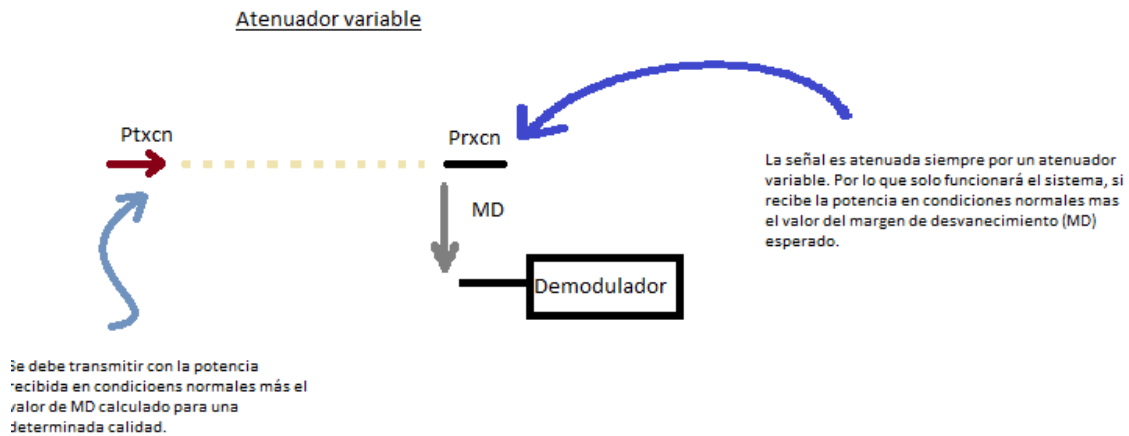 Atenuador variable
Ptxcn
Prxcn
La señal es atenuada siempre por un atenuador
variable. Por lo que solo funcionará el sistema, si
recibe la potencia en condiciones normales mas
el valor del margen de desvanecimiento (MD)
esperado.
MD
Demodulador
Se debe transmitir con la potencia
recibida en condicioens normales más el
valor de MD calculado para una
determinada calidad.